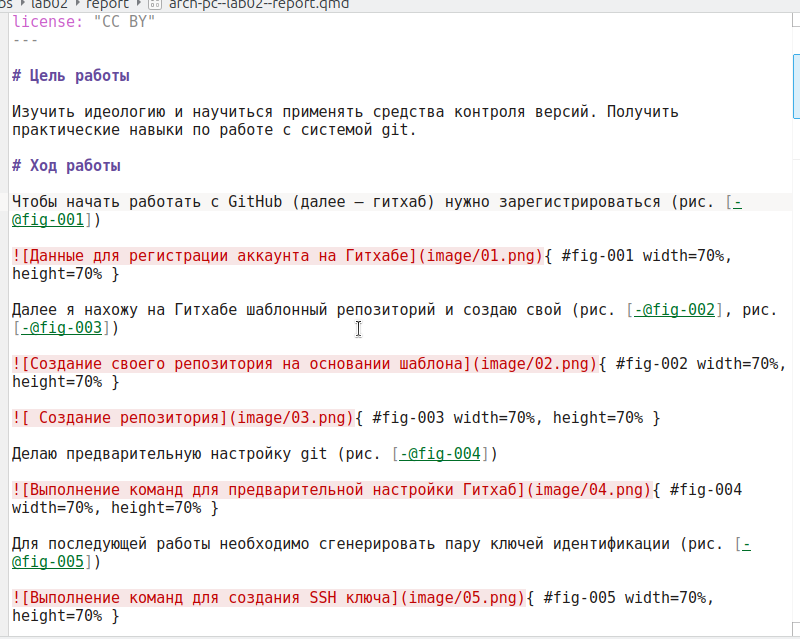 lab02 › report › arch-pc--lab02--report.qmd
license: "CC BY"
---
# Цель работы
Изучить идеологию и научиться применять средства контроля версий. Получить
практические навыки по работе с системой git.
# Ход работы
Чтобы начать работать с GitHub (далее — гитхаб) нужно зарегистрироваться (рис. [-
@fig-001])
![Данные для регистрации аккаунта на Гитхабе](image/01.png){ #fig-001 width=70%,
height=70% }
Далее я нахожу на Гитхабе шаблонный репозиторий и создаю свой (рис. [-@fig-002], рис.
[-@fig-003])
![Создание своего репозитория на основании шаблона](image/02.png){ #fig-002 width=70%,
height=70% }
![ Создание репозитория](image/03.png){ #fig-003 width=70%, height=70% }
Делаю предварительную настройку git (рис. [-@fig-004])
![Выполнение команд для предварительной настройки Гитхаб](image/04.png){ #fig-004
width=70%, height=70% }
Для последующей работы необходимо сгенерировать пару ключей идентификации (рис. [-
@fig-005])
![Выполнение команд для создания SSH ключа](image/05.png){ #fig-005 width=70%,
height=70% }